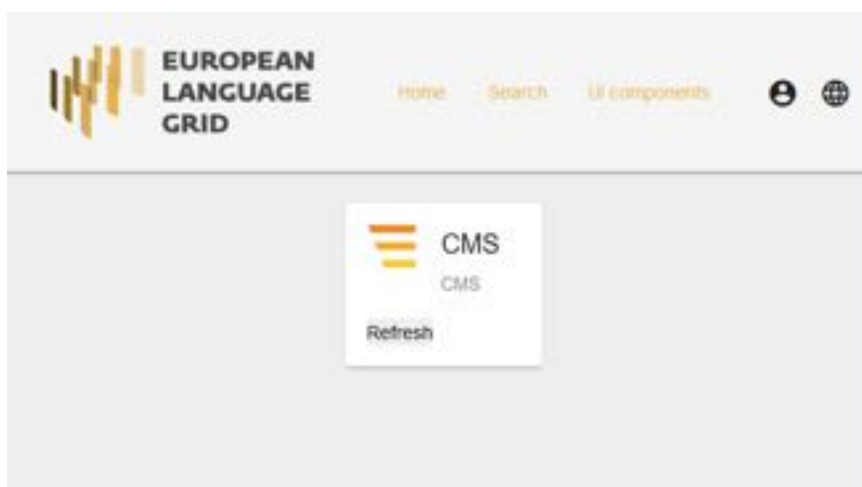 EUROPEAN
LANGUAGE
GRID
Home Search UI components
CMS
CMS
Refresh